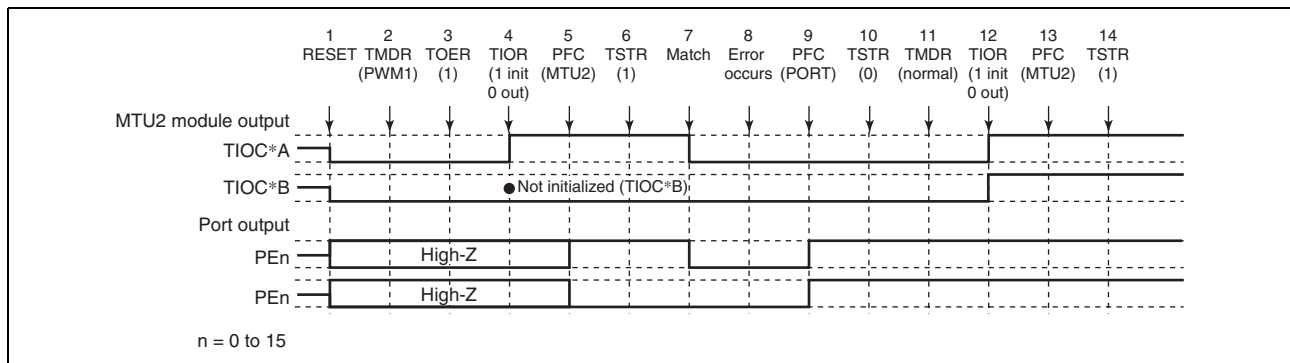 1 2 3 4 5 6 7 8 9 10 11 12 13 14
RESET TMDR TOER TIOR PFC TSTR Match Error PFC TSTR TMDR TIOR PFC TSTR
(PWM1) (1) (1 init (MTU2) (1) occurs (PORT) (0) (normal) (1 init (MTU2) (1)
0 out) 0 out)
MTU2 module output
TIOC*A
TIOC*B Not initialized (TIOC*B)
Port output
PEn High-Z
PEn High-Z
n = 0 to 15